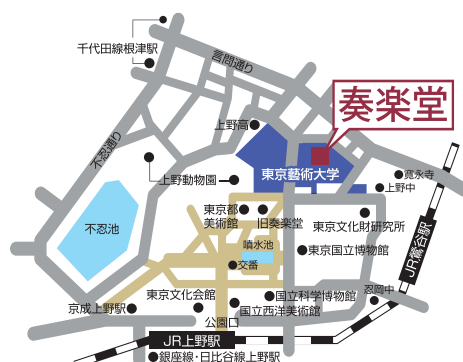 千代田線根津駅
言問通り
不忍通り
上野高
奏楽堂
東京藝術大学
寛永寺
上野中
上野動物園
東京都
美術館
旧奏楽堂
東京文化財研究所
不忍池
噴水池
東京国立博物館
交番
JR鶯谷駅
忍岡中
京成上野駅
東京文化会館
国立科学博物館
国立西洋美術館
公園口
JR上野駅
銀座線・日比谷線上野駅